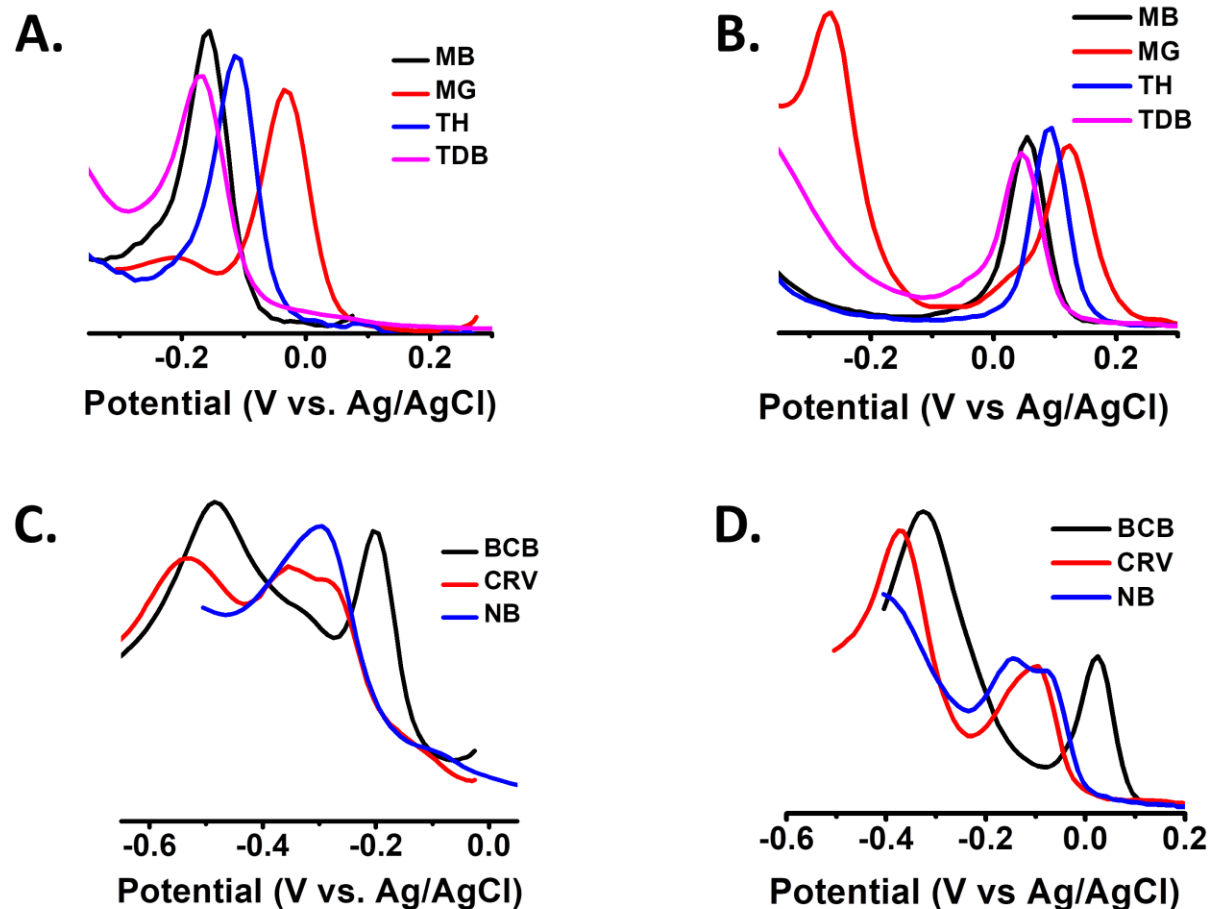 A.
MB
MG
TH
TDB
-0.2 0.0 0.2
Potential (V vs. Ag/AgCl)
B.
MB
MG
TH
TDB
-0.2 0.0 0.2
Potential (V vs Ag/AgCl)
C.
BCB
CRV
NB
-0.6 -0.4 -0.2 0.0
Potential (V vs. Ag/AgCl)
D.
BCB
CRV
NB
-0.6 -0.4 -0.2 0.0 0.2
Potential (V vs Ag/AgCl)